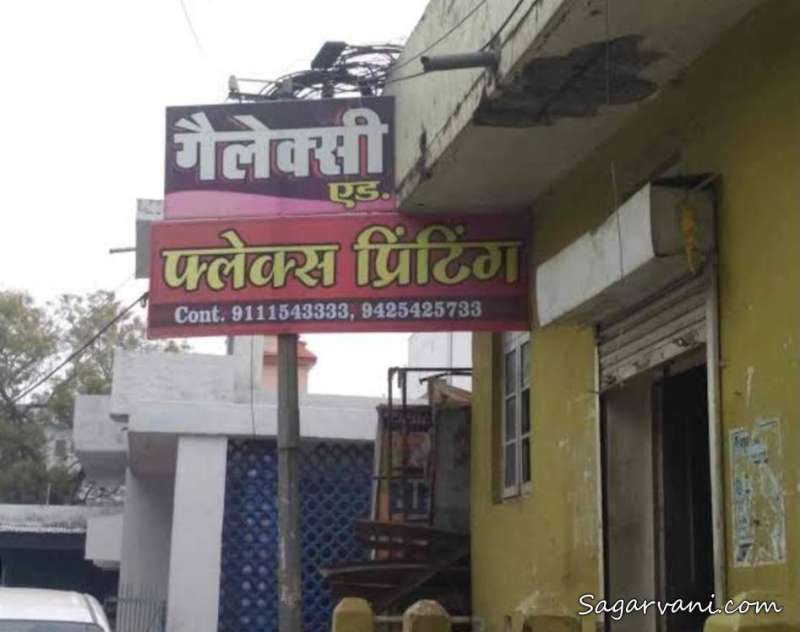 गैलेक्सी
एड.
फ्लेक्स प्रिंटिंग
Cont. 9111543333, 9425425733
Sagarvani.com